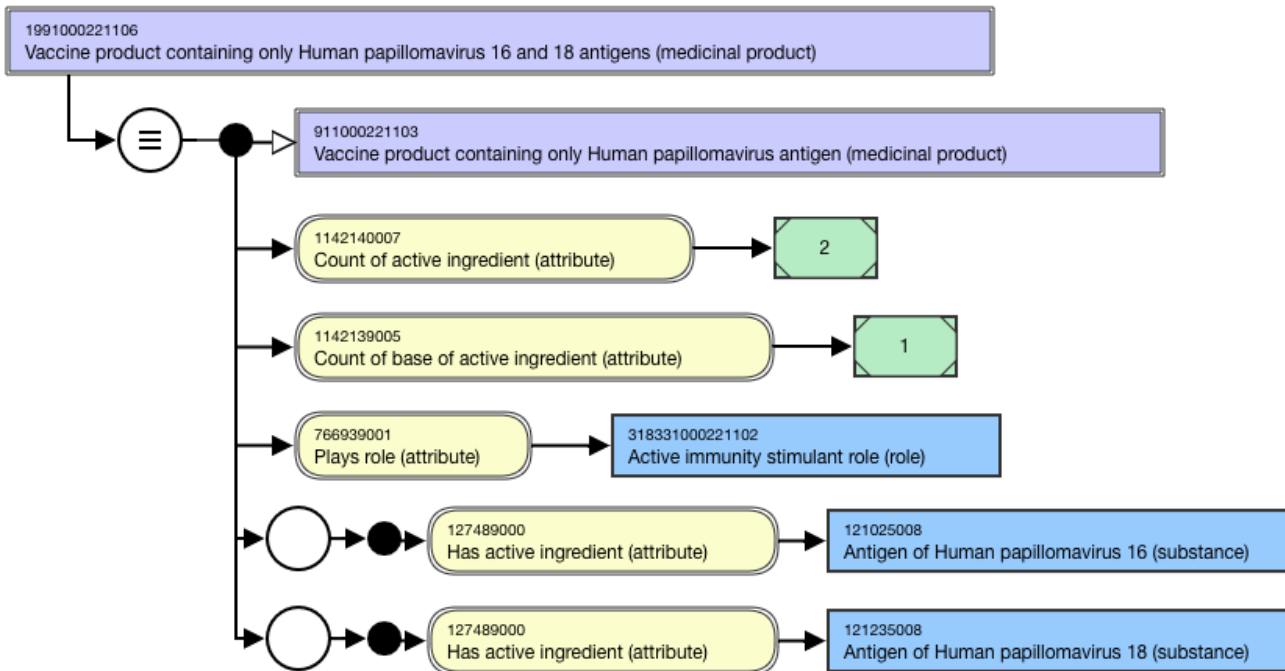 1991000221106
Vaccine product containing only Human papillomavirus 16 and 18 antigens (medicinal product)
911000221103
Vaccine product containing only Human papillomavirus antigen (medicinal product)
1142140007
Count of active ingredient (attribute)
2
1142139005
Count of base of active ingredient (attribute)
1
766939001
Plays role (attribute)
318331000221102
Active immunity stimulant role (role)
127489000
Has active ingredient (attribute)
121025008
Antigen of Human papillomavirus 16 (substance)
127489000
Has active ingredient (attribute)
121235008
Antigen of Human papillomavirus 18 (substance)